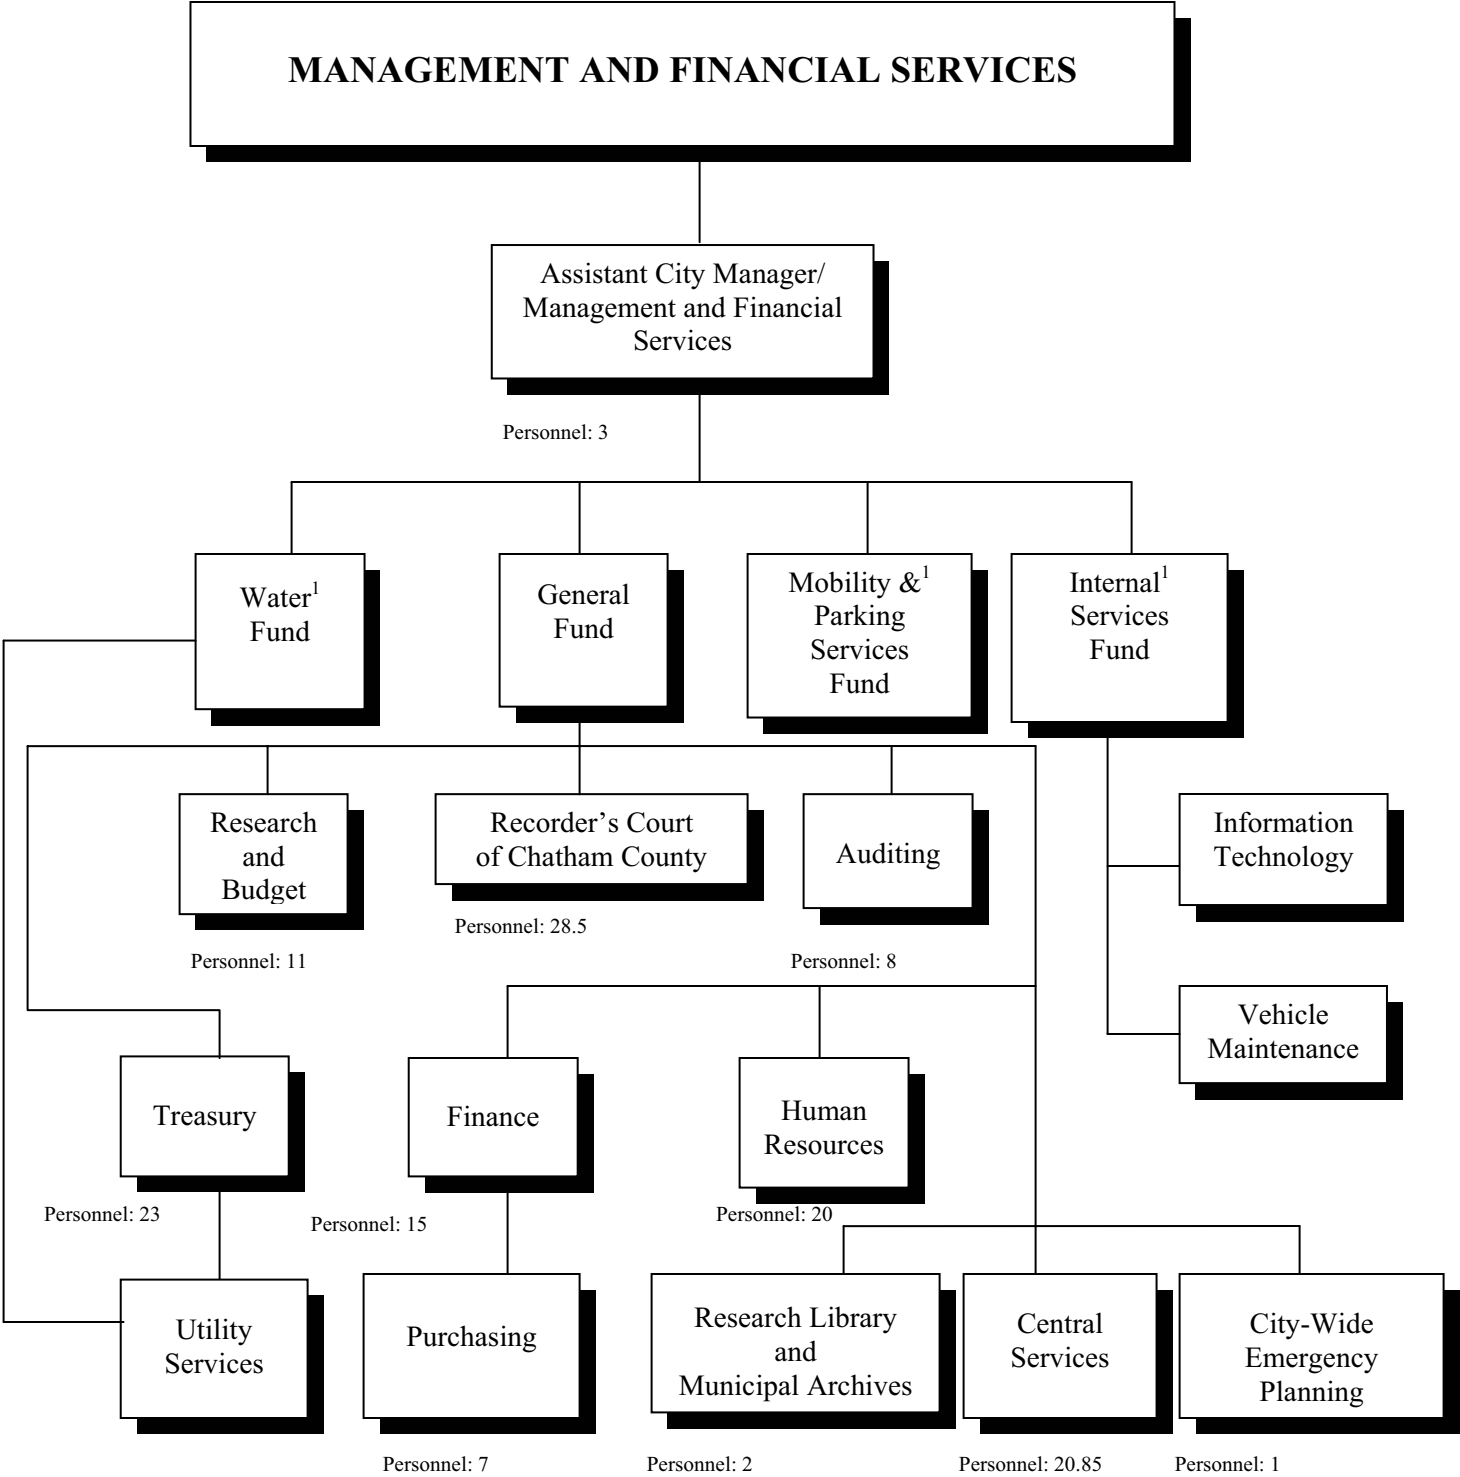 MANAGEMENT AND FINANCIAL SERVICES
Assistant City Manager/
Management and Financial
Services
Personnel: 3
Water1
Fund
General
Fund
Mobility &1
Parking
Services
Fund
Internal1
Services
Fund
Research
and
Budget
Personnel: 11
Recorder’s Court
of Chatham County
Personnel: 28.5
Auditing
Personnel: 8
Information
Technology
Vehicle
Maintenance
Treasury
Personnel: 23
Finance
Personnel: 15
Human
Resources
Personnel: 20
Utility
Services
Purchasing
Personnel: 7
Research Library
and
Municipal Archives
Personnel: 2
Central
Services
Personnel: 20.85
City-Wide
Emergency
Planning
Personnel: 1